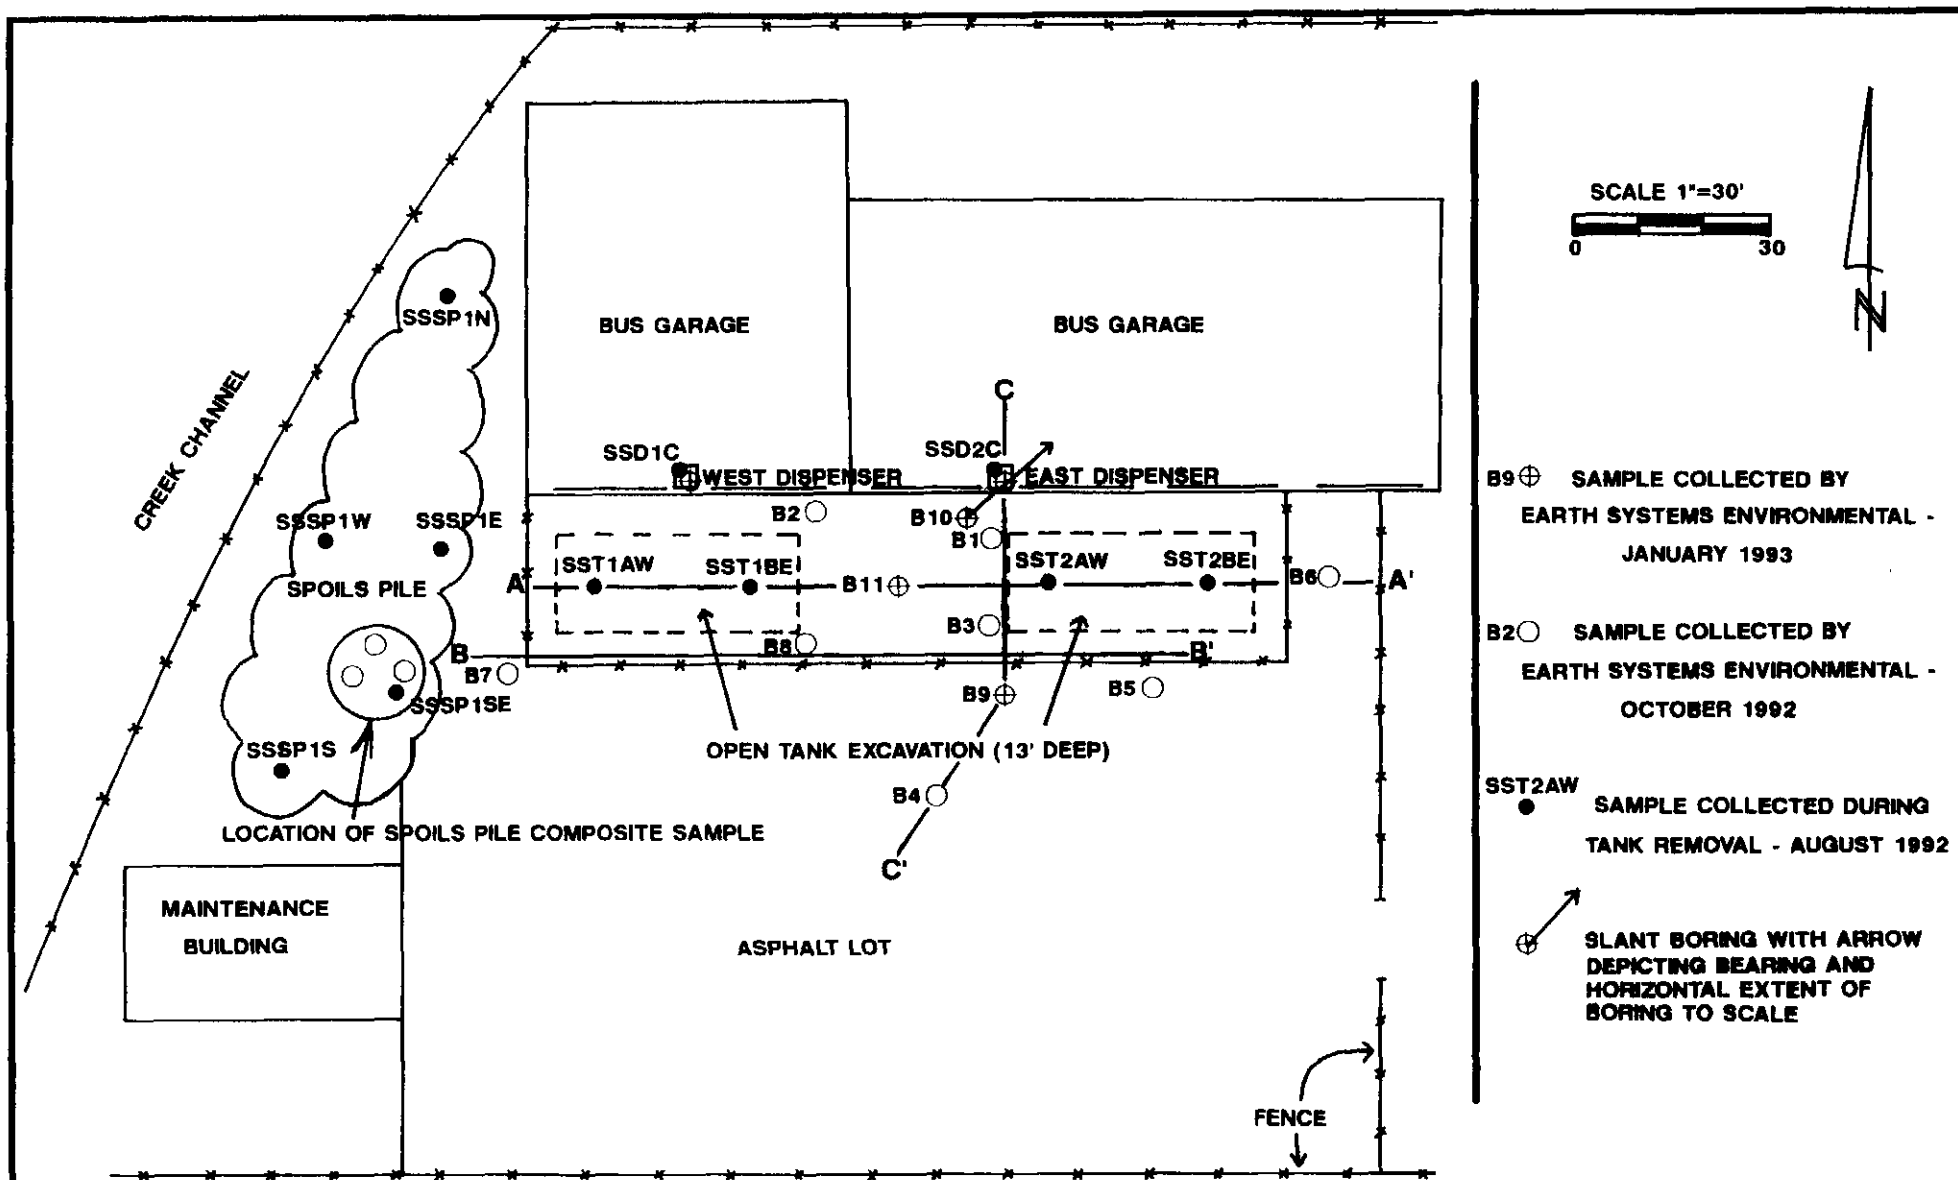 SCALE 1"=30'
0 30
N
SSSP1N
BUS GARAGE
BUS GARAGE
CREEK CHANNEL
C
SSD1C
WEST DISPENSER
SSD2C
EAST DISPENSER
SSSP1W
SSSP1E
B2
B10
B1
SPOILS PILE
A
SST1AW
SST1BE
B11
SST2AW
SST2BE
B6
A'
B3
B
B8
B'
B7
B9
B5
SSSP1SE
SSSP1S
OPEN TANK EXCAVATION (13' DEEP)
B4
LOCATION OF SPOILS PILE COMPOSITE SAMPLE
C'
MAINTENANCE
BUILDING
ASPHALT LOT
FENCE
B9 SAMPLE COLLECTED BY
EARTH SYSTEMS ENVIRONMENTAL -
JANUARY 1993
B2 SAMPLE COLLECTED BY
EARTH SYSTEMS ENVIRONMENTAL -
OCTOBER 1992
SST2AW
SAMPLE COLLECTED DURING
TANK REMOVAL - AUGUST 1992
SLANT BORING WITH ARROW
DEPICTING BEARING AND
HORIZONTAL EXTENT OF
BORING TO SCALE